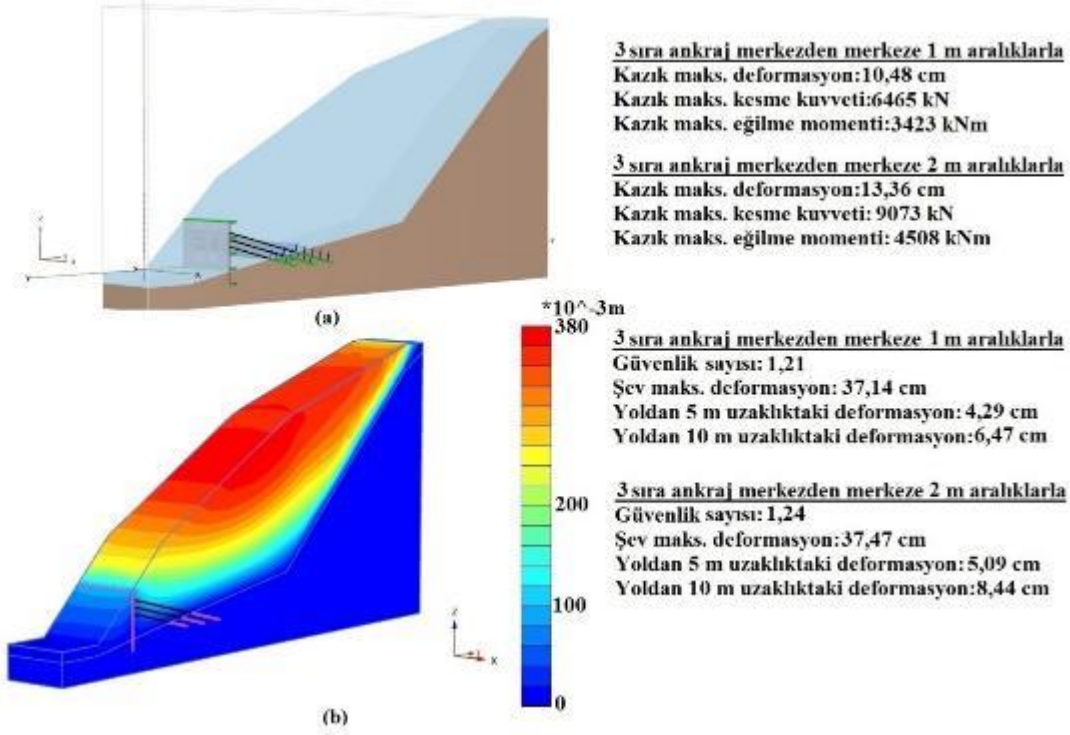 3 sıra ankraj merkezden merkeze 1 m aralıklarla
Kazık maks. deformasyon:10,48 cm
Kazık maks. kesme kuvveti:6465 kN
Kazık maks. eğilme momenti:3423 kNm
3 sıra ankraj merkezden merkeze 2 m aralıklarla
Kazık maks. deformasyon:13,36 cm
Kazık maks. kesme kuvveti: 9073 kN
Kazık maks. eğilme momenti: 4508 kNm
(a)
*10^-3m
380
200
100
0
3 sıra ankraj merkezden merkeze 1 m aralıklarla
Güvenlik sayısı: 1,21
Şev maks. deformasyon: 37,14 cm
Yoldan 5 m uzaklıktaki deformasyon: 4,29 cm
Yoldan 10 m uzaklıktaki deformasyon:6,47 cm
3 sıra ankraj merkezden merkeze 2 m aralıklarla
Güvenlik sayısı: 1,24
Şev maks. deformasyon:37,47 cm
Yoldan 5 m uzaklıktaki deformasyon: 5,09 cm
Yoldan 10 m uzaklıktaki deformasyon:8,44 cm
Z
X
(b)